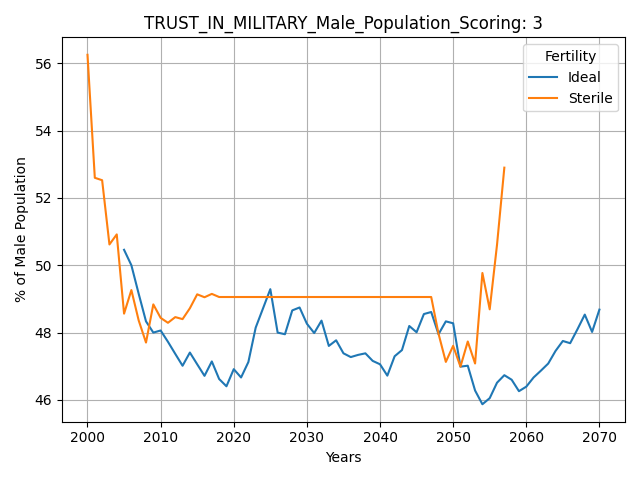 TRUST_IN_MILITARY_Male_Population_Scoring: 3
% of Male Population
56
54
52
50
48
46
Fertility
Ideal
Sterile
2000 2010 2020 2030 2040 2050 2060 2070
Years